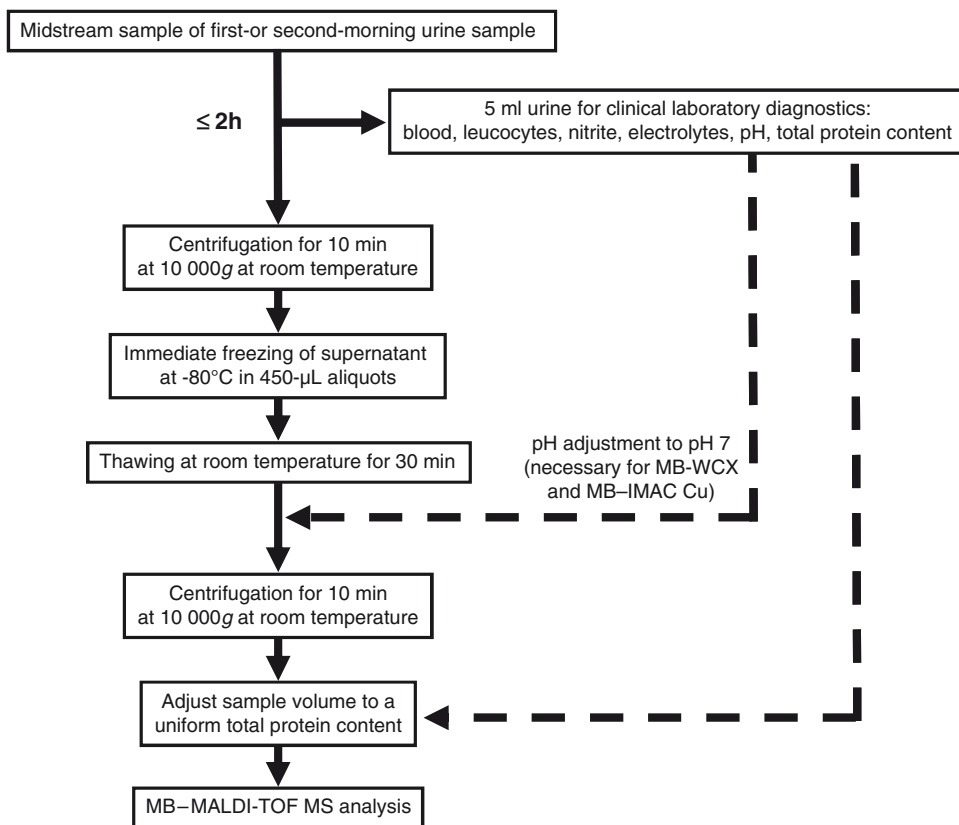 Midstream sample of first-or second-morning urine sample
≤ 2h
5 ml urine for clinical laboratory diagnostics:
blood, leucocytes, nitrite, electrolytes, pH, total protein content
Centrifugation for 10 min
at 10 000g at room temperature
Immediate freezing of supernatant
at -80°C in 450-µL aliquots
Thawing at room temperature for 30 min
pH adjustment to pH 7
(necessary for MB-WCX
and MB–IMAC Cu)
Centrifugation for 10 min
at 10 000g at room temperature
Adjust sample volume to a
uniform total protein content
MB–MALDI-TOF MS analysis